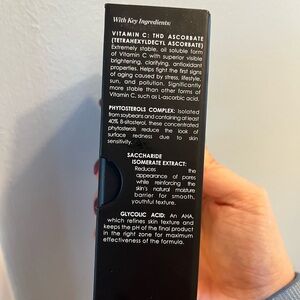 With Key Ingredients:
VITAMIN C: THD ASCORBATE
(TETRAHEXYLDECYL ASCORBATE)
Extremely stable, oil soluble form
of Vitamin C with superior visible
brightening, clarifying, antioxidant
properties. Helps fight the first signs
of aging caused by stress, lifestyle,
sun, and pollution. Significantly
more stable than other forms of
Vitamin C, such as L-ascorbic acid.
PHYTOSTEROLS COMPLEX: Isolated
from soybeans and containing at least
40% B-sitosterol, these concentrated
phytosterols reduce the look of
surface redness due to skin
sensitivity.
SACCHARIDE
ISOMERATE EXTRACT:
Reduces the
appearance of pores
while reinforcing the
skin's natural moisture
barrier for smooth,
youthful texture.
GLYCOLIC ACID: An AHA,
which refines skin texture and
keeps the pH of the final product
in the right zone for maximum
effectiveness of the formula.